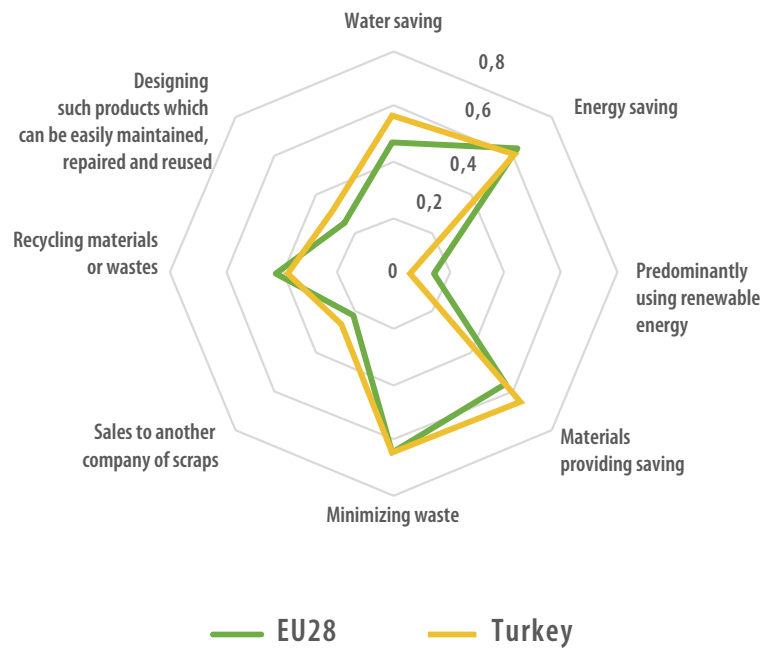 Water saving
0,8
Designing
such products which
can be easily maintained,
repaired and reused
Energy saving
0,6
0,4
0,2
Recycling materials
or wastes
0
Predominantly
using renewable
energy
Sales to another
company of scraps
Materials
providing saving
Minimizing waste
EU28
Turkey